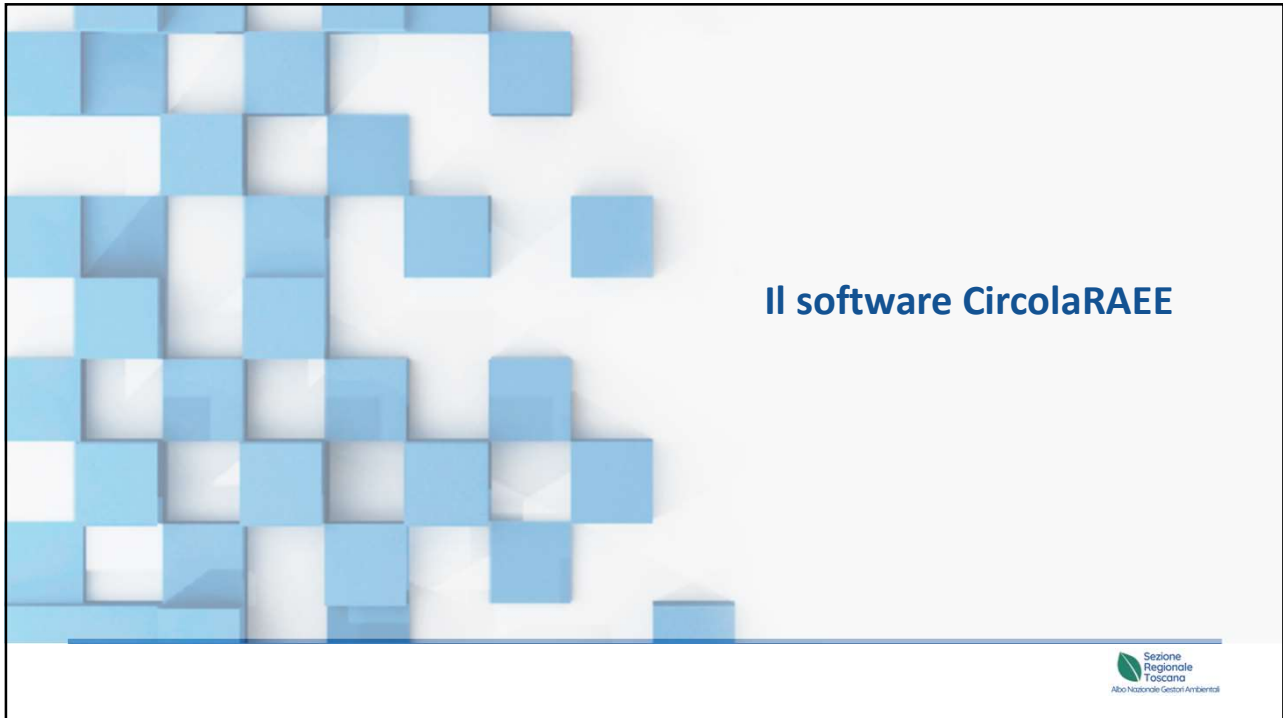 Il software CircolaRAEE
Sezione
Regionale
Toscana
Albo Nazionale Gestori Ambientali